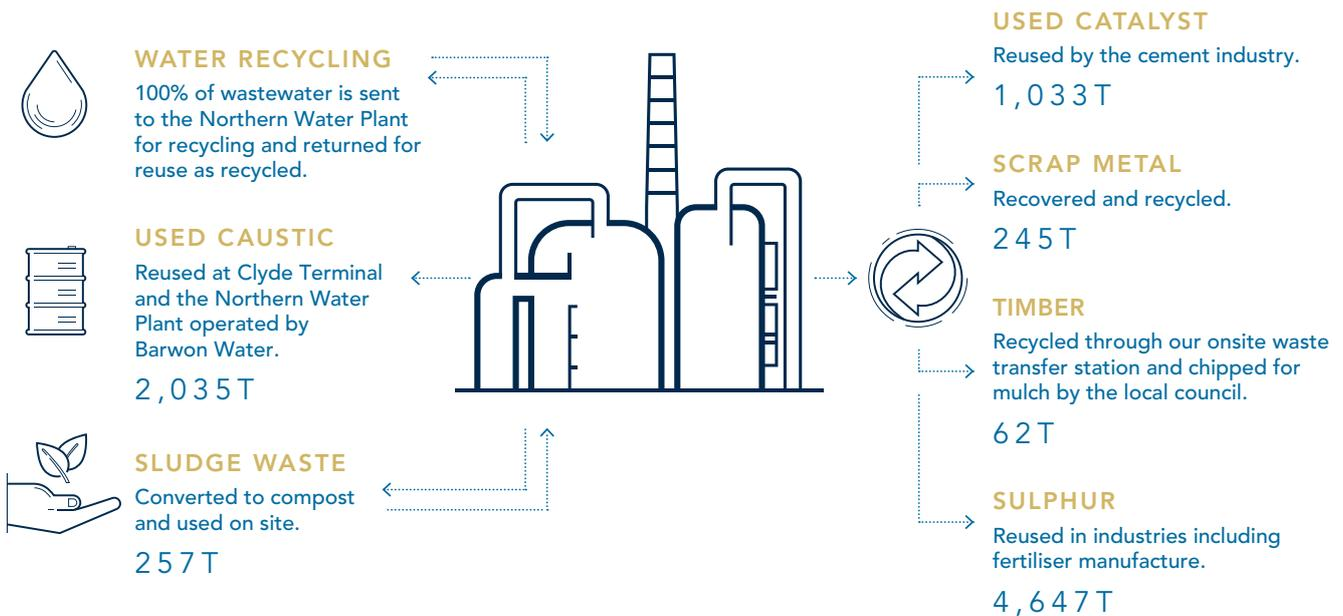 WATER RECYCLING
100% of wastewater is sent
to the Northern Water Plant
for recycling and returned for
reuse as recycled.
USED CAUSTIC
Reused at Clyde Terminal
and the Northern Water
Plant operated by
Barwon Water.
2,035T
SLUDGE WASTE
Converted to compost
and used on site.
257T
USED CATALYST
Reused by the cement industry.
1,033T
SCRAP METAL
Recovered and recycled.
245T
TIMBER
Recycled through our onsite waste
transfer station and chipped for
mulch by the local council.
62T
SULPHUR
Reused in industries including
fertiliser manufacture.
4,647T